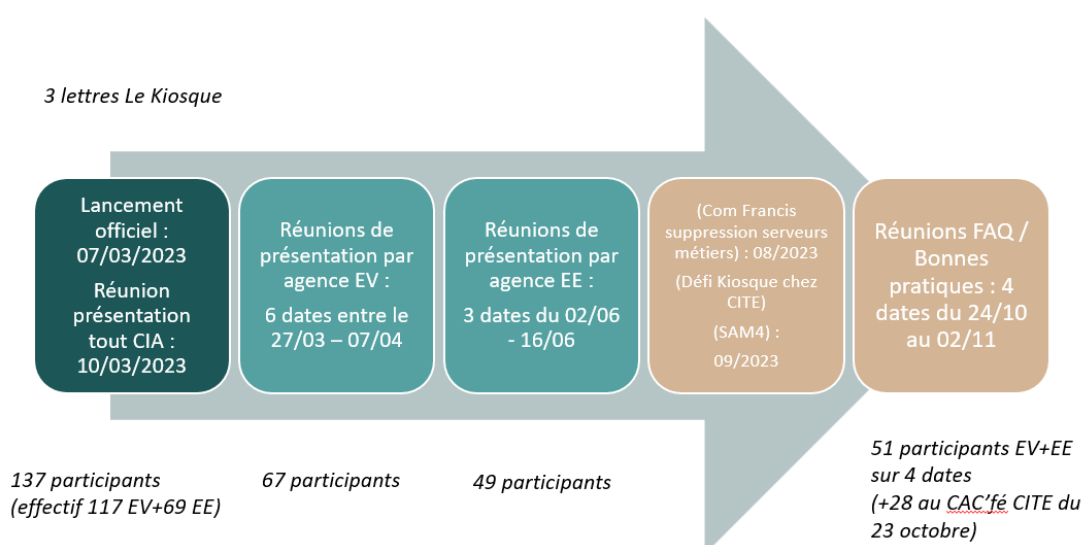 3 lettres Le Kiosque
Lancement
officiel :
07/03/2023
Réunion
présentation
tout CIA :
10/03/2023
Réunions de
présentation par
agence EV :
6 dates entre le
27/03 – 07/04
Réunions de
présentation par
agence EE :
3 dates du 02/06
- 16/06
(Com Francis
suppression serveurs
métiers) : 08/2023
(Défi Kiosque chez
CITE)
(SAM4) :
09/2023
Réunions FAQ /
Bonnes
pratiques : 4
dates du 24/10
au 02/11
137 participants
(effectif 117 EV+69 EE)
67 participants
49 participants
51 participants EV+EE
sur 4 dates
(+28 au CAC’fé CITE du
23 octobre)